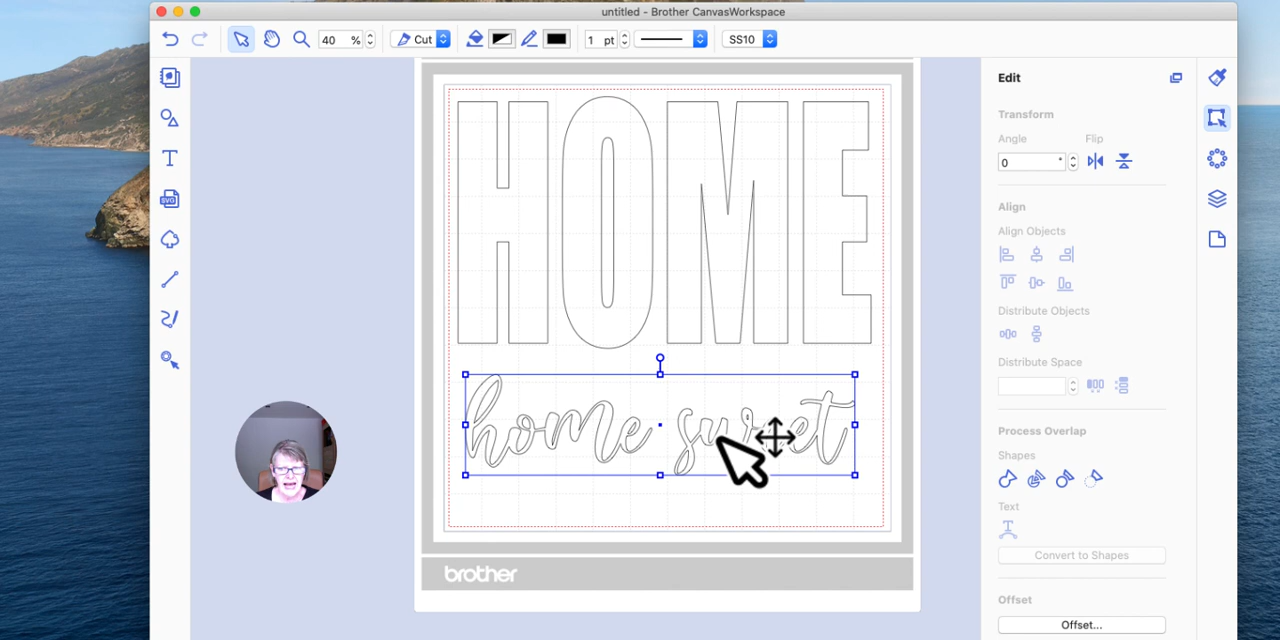 untitled - Brother CanvasWorkspace
40 % Cut 1 pt SS10
Edit
Transform
Angle Flip
0 °
Align
Align Objects
Distribute Objects
Distribute Space
Process Overlap
Shapes
Text
Convert to Shapes
Offset
Offset...
T
SVG
HOME
home sweet
brother